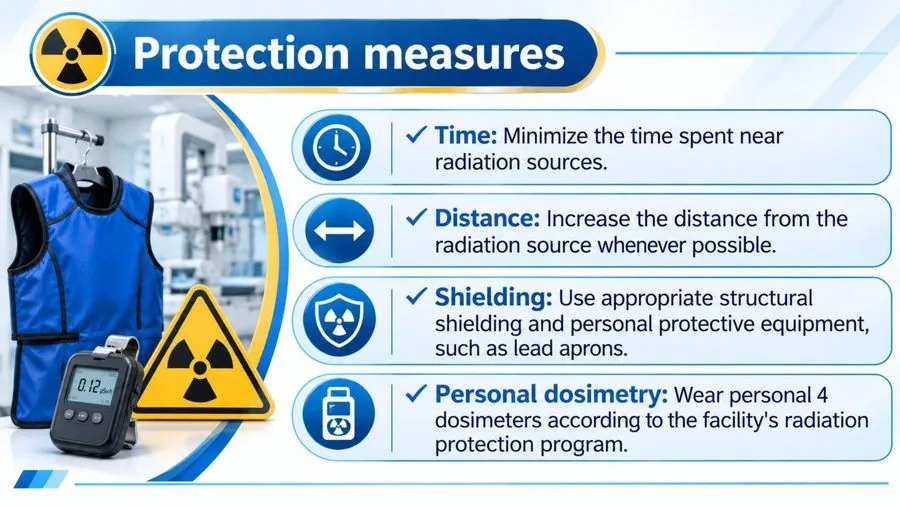 Protection measures
✓ Time: Minimize the time spent near
radiation sources.
✓ Distance: Increase the distance from the
radiation source whenever possible.
✓ Shielding: Use appropriate structural
shielding and personal protective equipment,
such as lead aprons.
✓ Personal dosimetry: Wear personal 4
dosimeters according to the facility's radiation
protection program.
0.12 µSv/h